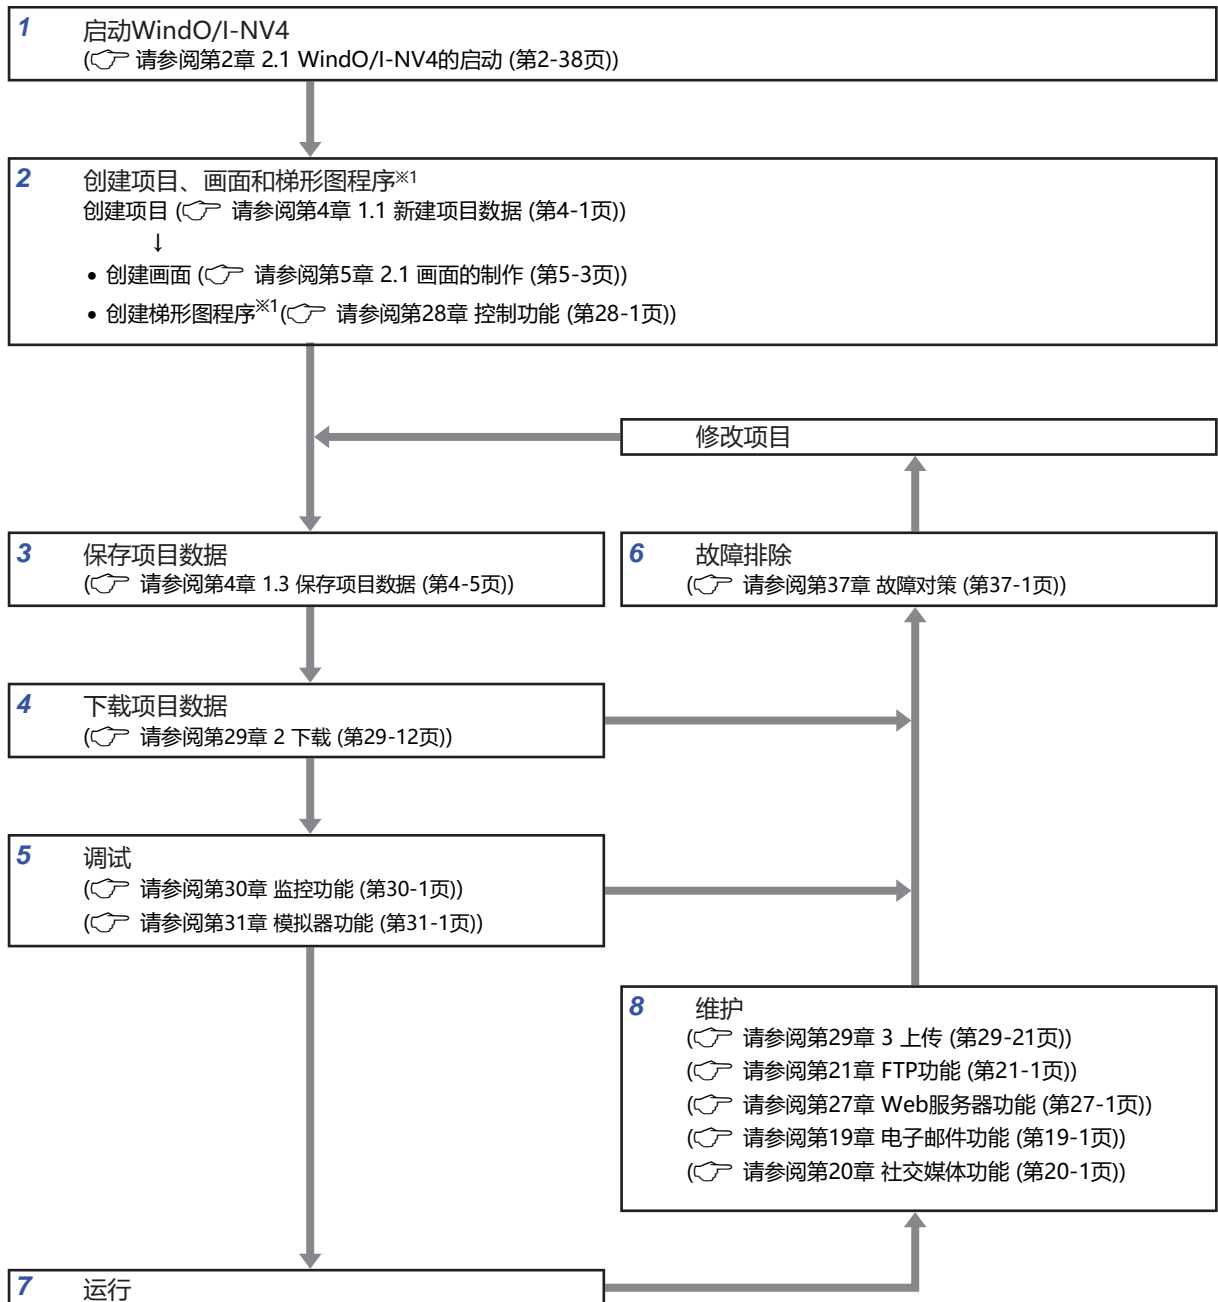 1 启动WindO/I-NV4
(请参阅第2章 2.1 WindO/I-NV4的启动 (第2-38页))
2 创建项目、画面和梯形图程序※1
创建项目 (请参阅第4章 1.1 新建项目数据 (第4-1页))
↓
• 创建画面 (请参阅第5章 2.1 画面的制作 (第5-3页))
• 创建梯形图程序※1(请参阅第28章 控制功能 (第28-1页))
修改项目
3 保存项目数据
(请参阅第4章 1.3 保存项目数据 (第4-5页))
6 故障排除
(请参阅第37章 故障对策 (第37-1页))
4 下载项目数据
(请参阅第29章 2 下载 (第29-12页))
5 调试
(请参阅第30章 监控功能 (第30-1页))
(请参阅第31章 模拟器功能 (第31-1页))
8 维护
(请参阅第29章 3 上传 (第29-21页))
(请参阅第21章 FTP功能 (第21-1页))
(请参阅第27章 Web服务器功能 (第27-1页))
(请参阅第19章 电子邮件功能 (第19-1页))
(请参阅第20章 社交媒体功能 (第20-1页))
7 运行